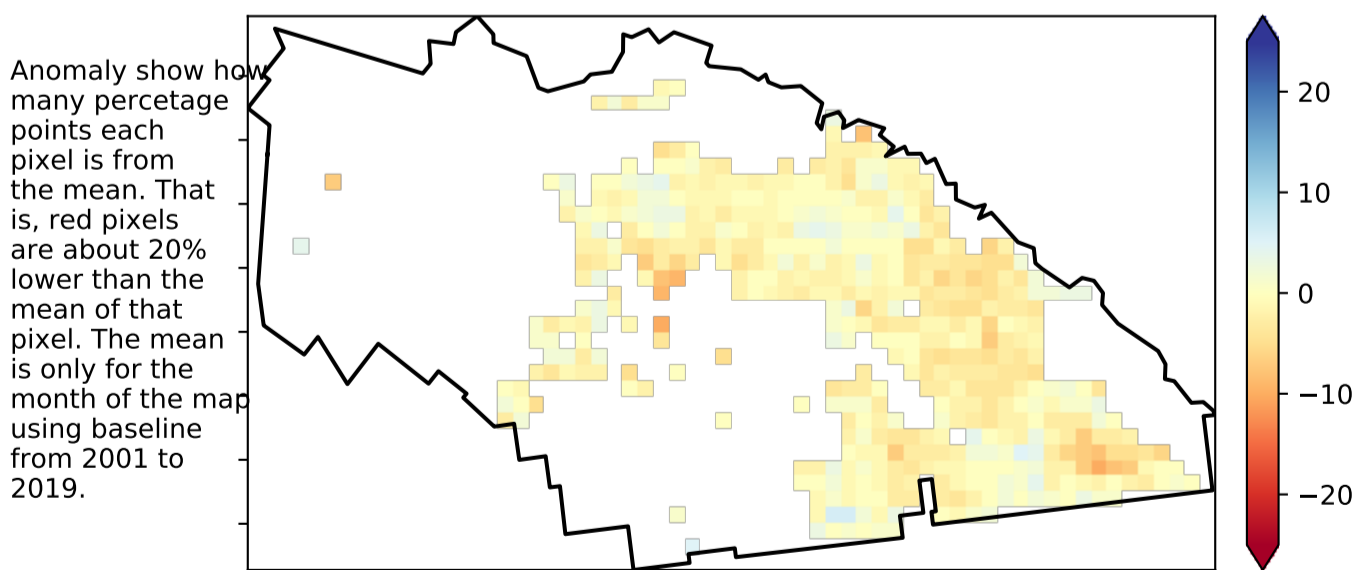 Anomaly show how
many percetage
points each
pixel is from
the mean. That
is, red pixels
are about 20%
lower than the
mean of that
pixel. The mean
is only for the
month of the map
using baseline
from 2001 to
2019.
20
10
0
−10
−20